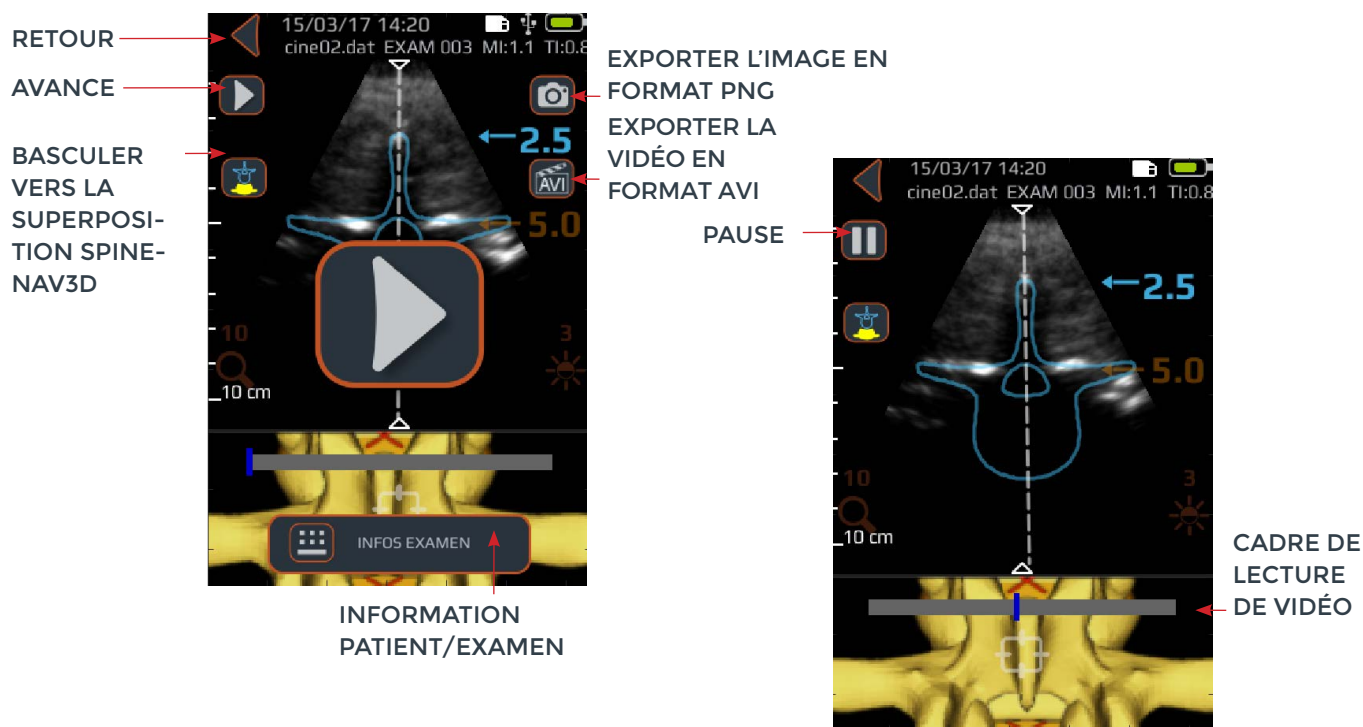 RETOUR
AVANCE
BASCULER
VERS LA
SUPERPOSI-
TION SPINE-
NAV3D
15/03/17 14:20
cine02.dat EXAM 003 MI:1.1 TI:0.8
2.5
AVI
5.0
10
3
10 cm
INFOS EXAMEN
EXPORTER L'IMAGE EN
FORMAT PNG
EXPORTER LA
VIDÉO EN
FORMAT AVI
INFORMATION
PATIENT/EXAMEN
PAUSE
15/03/17 14:20
cine02.dat EXAM 003 MI:1.1 TI:0.8
2.5
5.0
10
3
10 cm
CADRE DE
LECTURE
DE VIDÉO